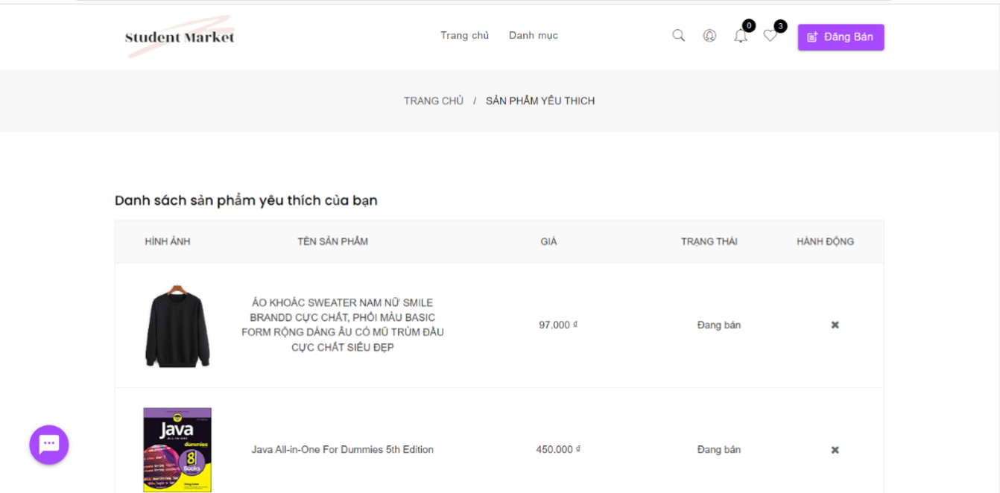 Student Market
Trang chủ
Danh mục
0
3
Đăng Bán
TRANG CHỦ / SẢN PHẨM YÊU THICH
Danh sách sản phẩm yêu thích của bạn
HÌNH ẢNH
TÊN SẢN PHẨM
GIÁ
TRẠNG THÁI
HÀNH ĐỘNG
ÁO KHOÁC SWEATER NAM NỮ SMILE
BRANDD CỰC CHẤT, PHỐI MÀU BASIC
FORM RỘNG DÁNG ÂU CÓ MŨ TRÙM ĐẦU
CỰC CHẤT SIÊU ĐẸP
97.000 ₫
Đang bán
Java
ALL-IN-ONE
dummies
8
Books
Java All-in-One For Dummies 5th Edition
450.000 ₫
Đang bán